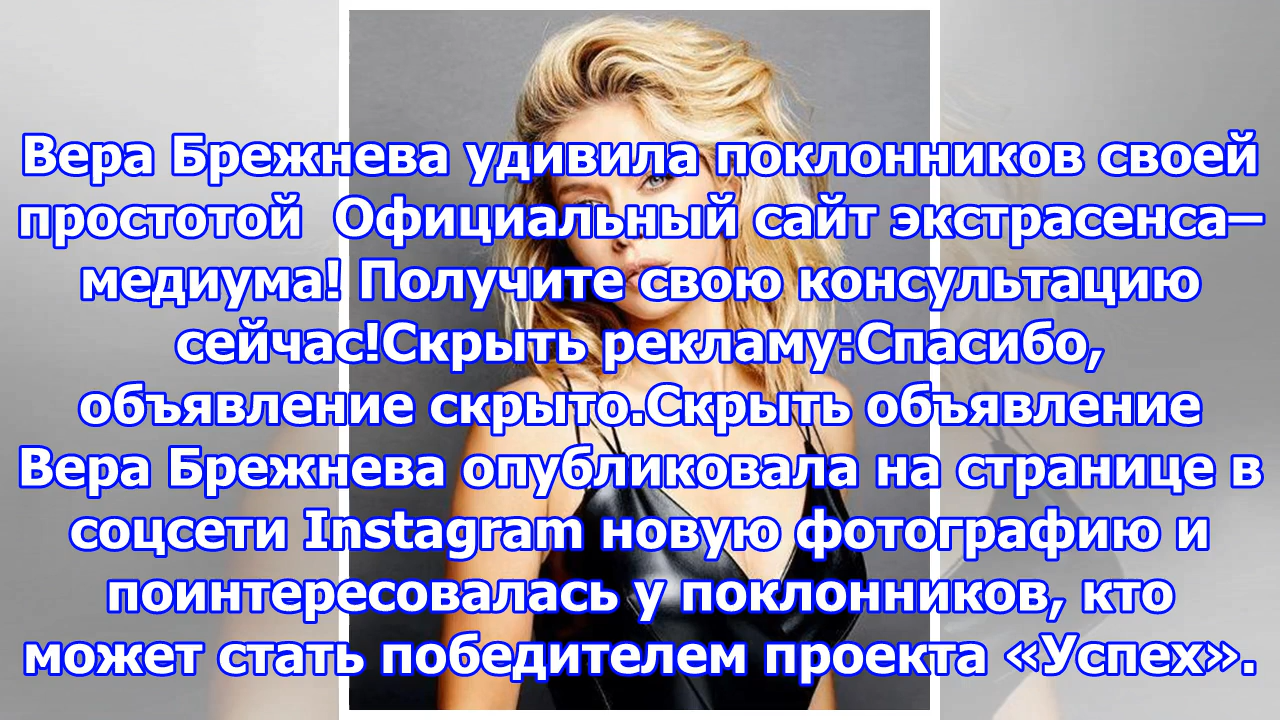 Вера Брежнева удивила поклонников своей
простотой  Официальный сайт экстрасенса–
медиума! Получите свою консультацию
сейчас!Скрыть рекламу:Спасибо,
объявление скрыто.Скрыть объявление
Вера Брежнева опубликовала на странице в
соцсети Instagram новую фотографию и
поинтересовалась у поклонников, кто
может стать победителем проекта «Успех».